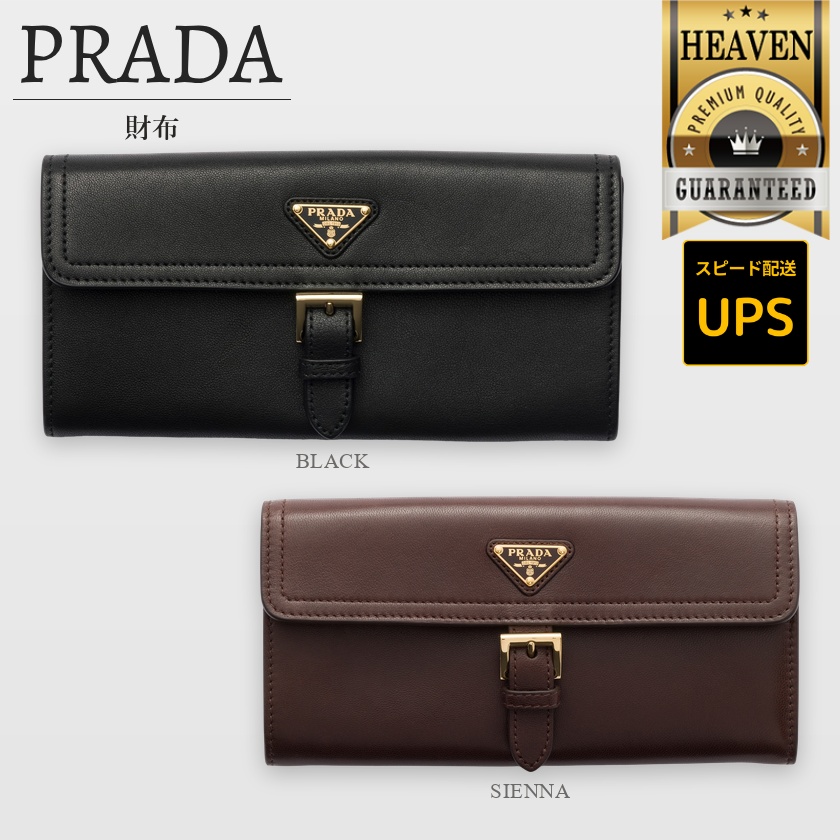 PRADA
財布
HEAVEN
PREMIUM QUALITY
GUARANTEED
スピード配送
UPS
PRADA
MILANO
BLACK
PRADA
MILANO
SIENNA